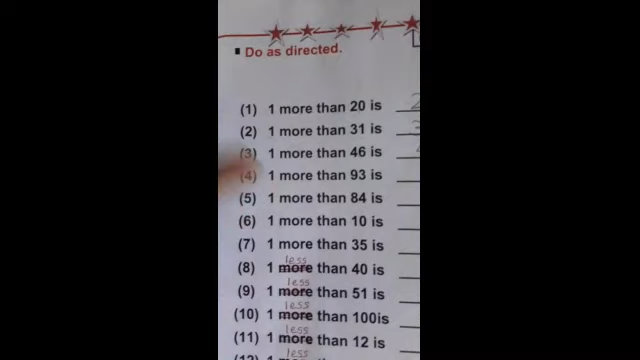 Do as directed.
(1) 1 more than 20 is
(2) 1 more than 31 is
(3) 1 more than 46 is
(4) 1 more than 93 is
(5) 1 more than 84 is
(6) 1 more than 10 is
(7) 1 more than 35 is
less
(8) 1 more than 40 is
less
(9) 1 more than 51 is
less
(10) 1 more than 100is
less
(11) 1 more than 12 is
less